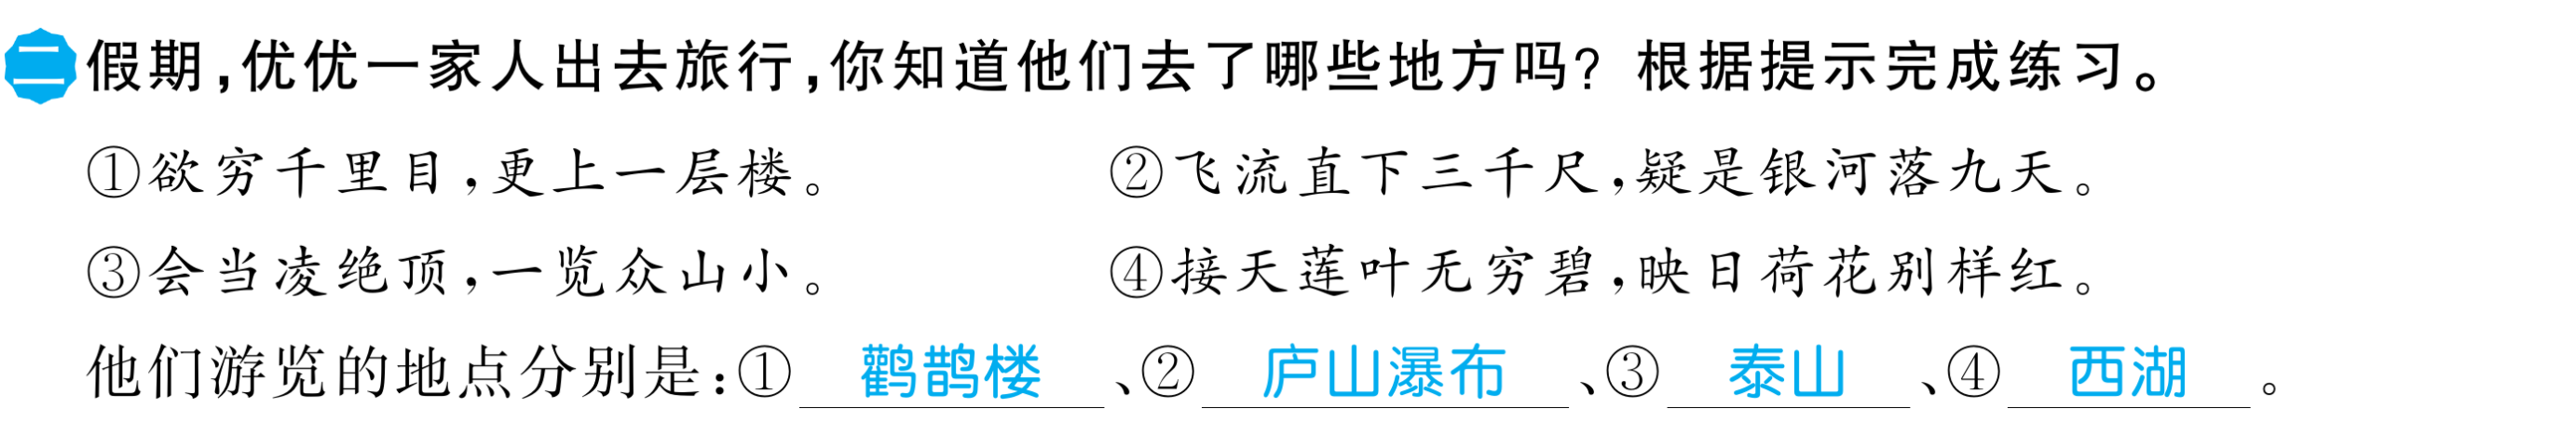 二 假期,优优一家人出去旅行,你知道他们去了哪些地方吗? 根据提示完成练习。
①欲穷千里目,更上一层楼。 ②飞流直下三千尺,疑是银河落九天。
③会当凌绝顶,一览众山小。 ④接天莲叶无穷碧,映日荷花别样红。
他们游览的地点分别是:① 鹳鹊楼 、② 庐山瀑布 、③ 泰山 、④ 西湖 。